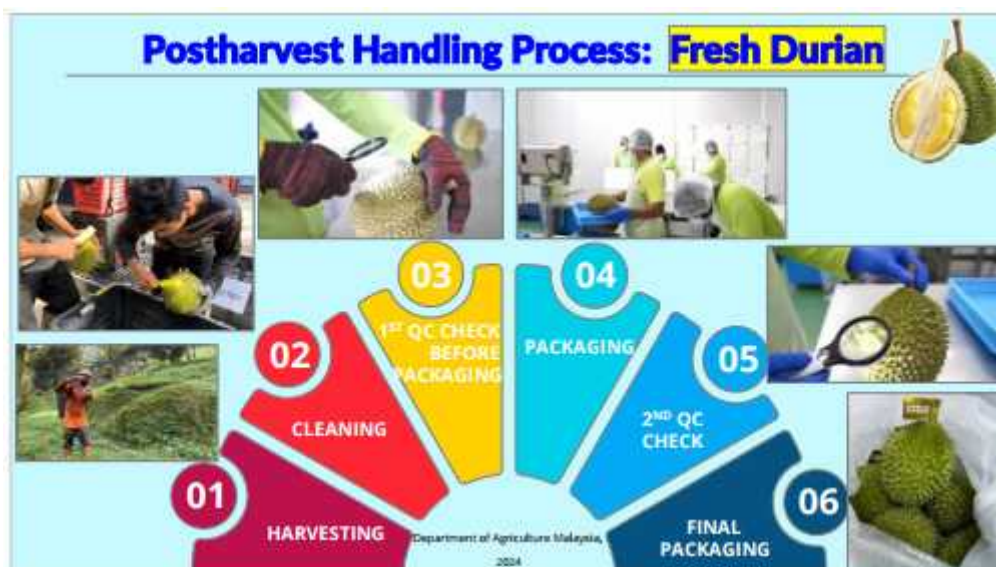 Postharvest Handling Process: Fresh Durian
01
HARVESTING
02
CLEANING
03
1ST QC CHECK
BEFORE
PACKAGING
04
PACKAGING
05
2ND QC
CHECK
06
FINAL
PACKAGING
Department of Agriculture Malaysia,
2024